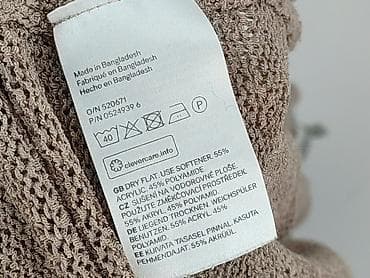 Made in Bangladesh
Fabriqué en Bangladesh
Hecho en Bangladesh
O/N 520671
P/N 0524939 6
40
P
clevercare.info
GB DRY FLAT. USE SOFTENER. 55%
ACRYLIC, 45% POLYAMIDE
CZ SUŠENÍ NA VODOROVNÉ PLOŠE.
POUŽIJTE ZMĚKČOVACÍ PROSTŘEDEK.
55% AKRYL, 45% POLYAMID
DE LIEGEND TROCKNEN. WEICHSPÜLER
BENUTZEN. 55% ACRYL, 45%
POLYAMID
EE KUIVATA TASASEL PINNAL. KASUTA
PEHMENDAJAT. 55% AKRÜÜL,